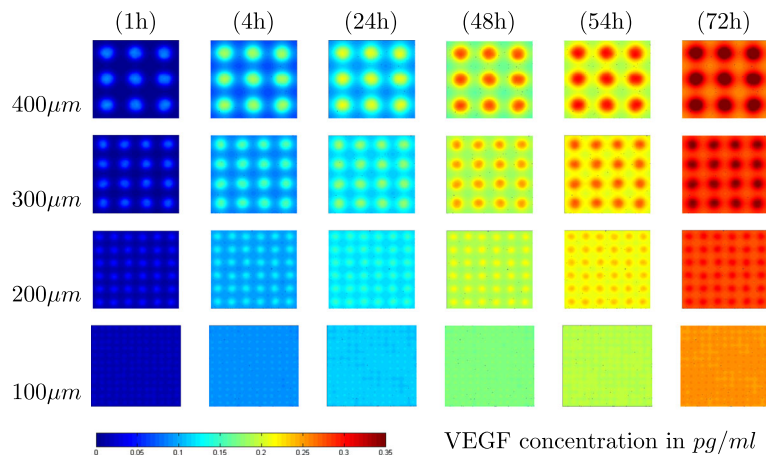 (1h) (4h) (24h) (48h) (54h) (72h)
400μm
300μm
200μm
100μm
0 0.05 0.1 0.15 0.2 0.25 0.3 0.35
VEGF concentration in pg/ml